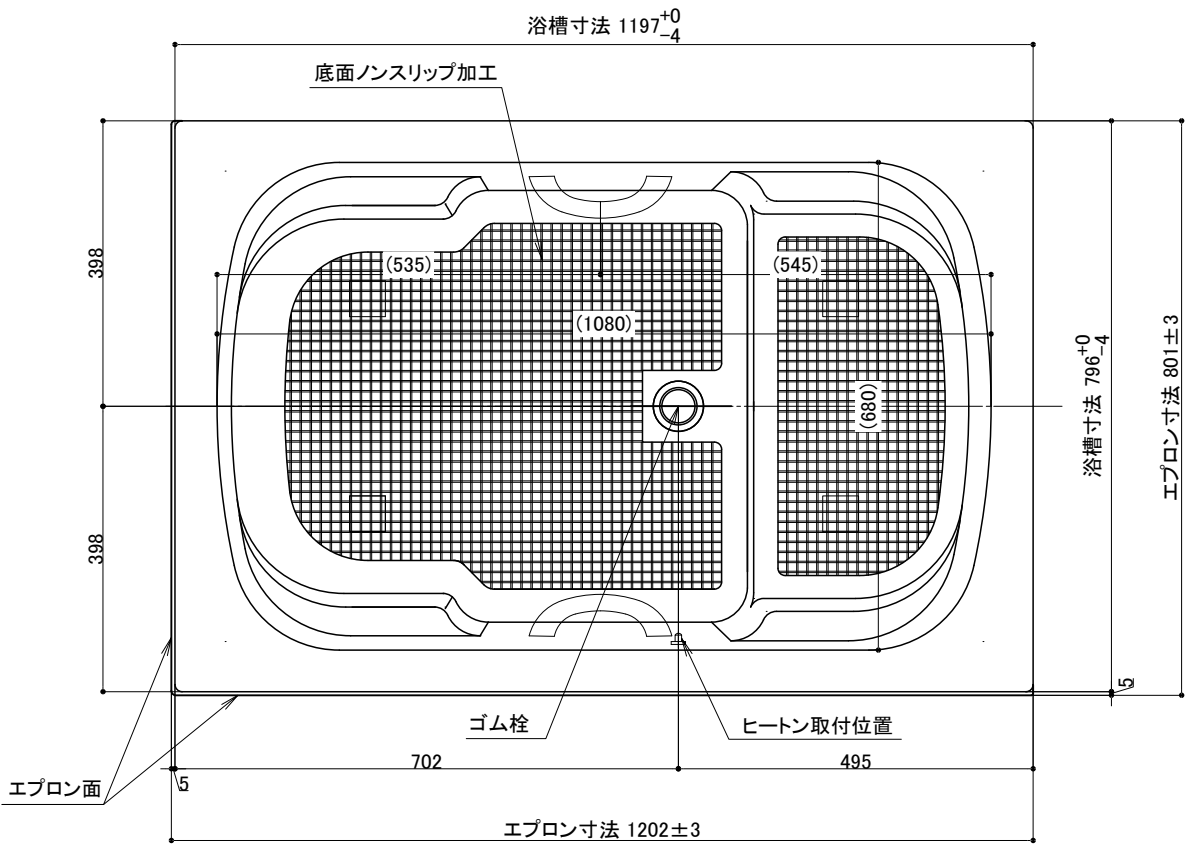 浴槽寸法 1197+0-4
底面ノンスリップ加工
398
(535)
(545)
(1080)
(680)
浴槽寸法 796+0-4
エプロン寸法 801±3
398
5
ゴム栓
ヒートン取付位置
702
495
エプロン面
5
エプロン寸法 1202±3